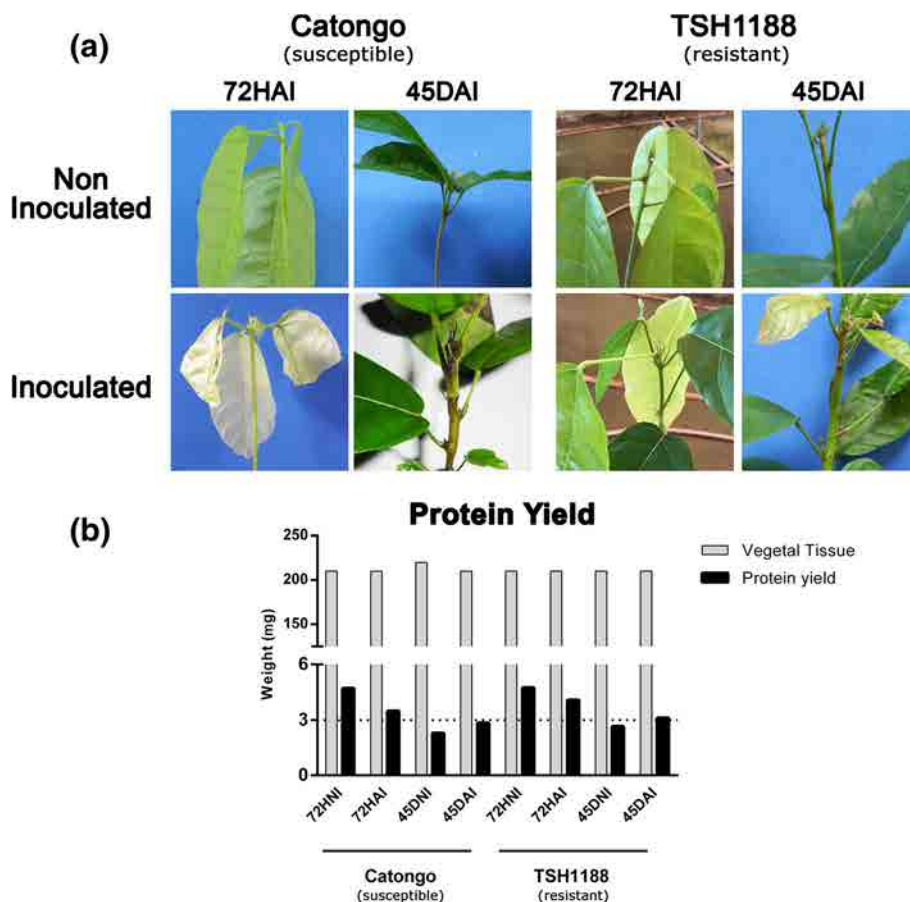 (a)
Catongo
(susceptible)
TSH1188
(resistant)
72HAI
45DAI
72HAI
45DAI
Non
Inoculated
Inoculated
(b)
Protein Yield
Weight (mg)
250
200
150
6
3
0
Vegetal Tissue
Protein yield
72HNI
72HAI
45DNI
45DAI
72HNI
72HAI
45DNI
45DAI
Catongo
(susceptible)
TSH1188
(resistant)